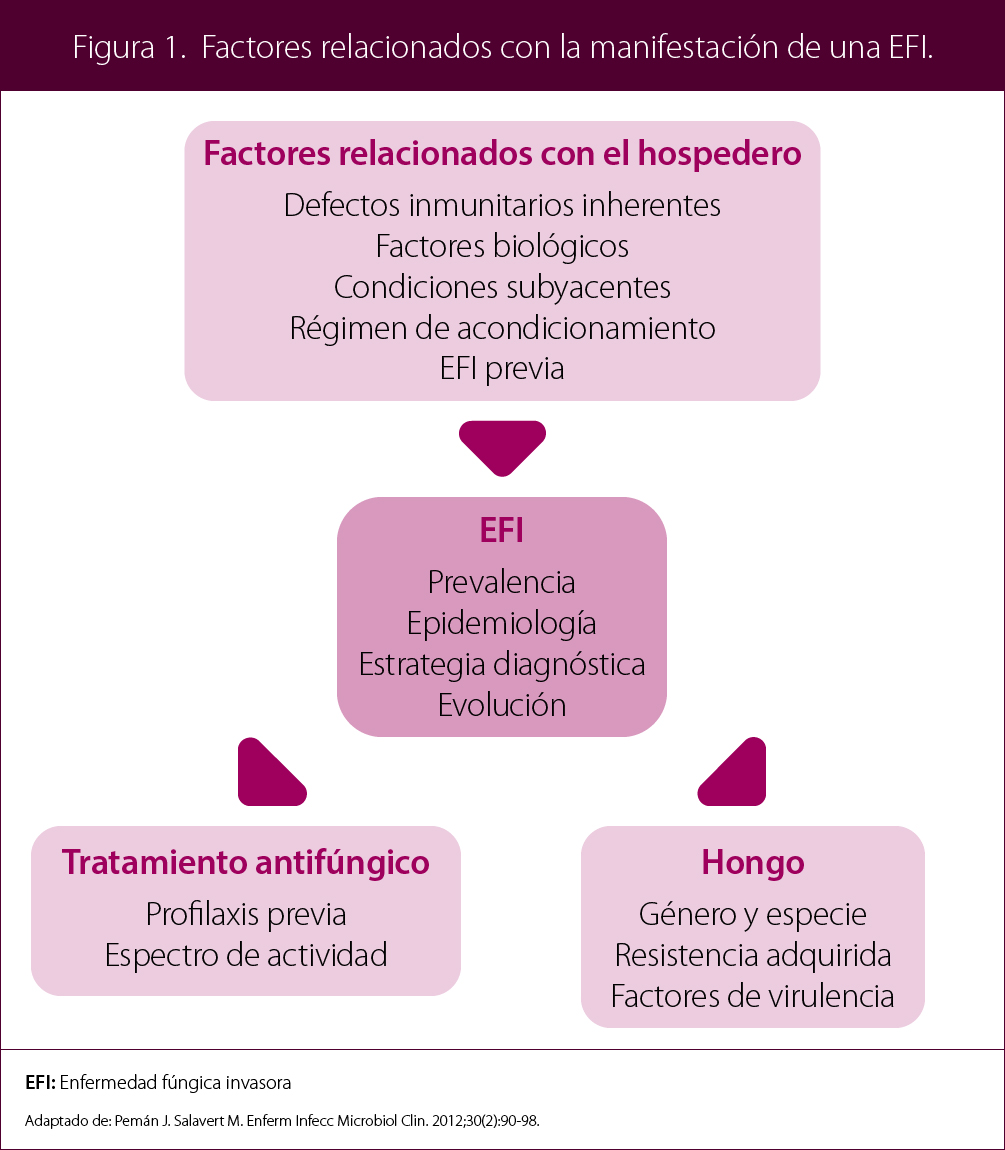 Figura 1. Factores relacionados con la manifestación de una EFI.
Factores relacionados con el hospedero
Defectos inmunitarios inherentes
Factores biológicos
Condiciones subyacentes
Régimen de acondicionamiento
EFI previa
EFI
Prevalencia
Epidemiología
Estrategia diagnóstica
Evolución
Tratamiento antifúngico
Profilaxis previa
Espectro de actividad
Hongo
Género y especie
Resistencia adquirida
Factores de virulencia
EFI: Enfermedad fúngica invasora
Adaptado de: Pemán J. Salavert M. Enferm Infecc Microbiol Clin. 2012;30(2):90-98.